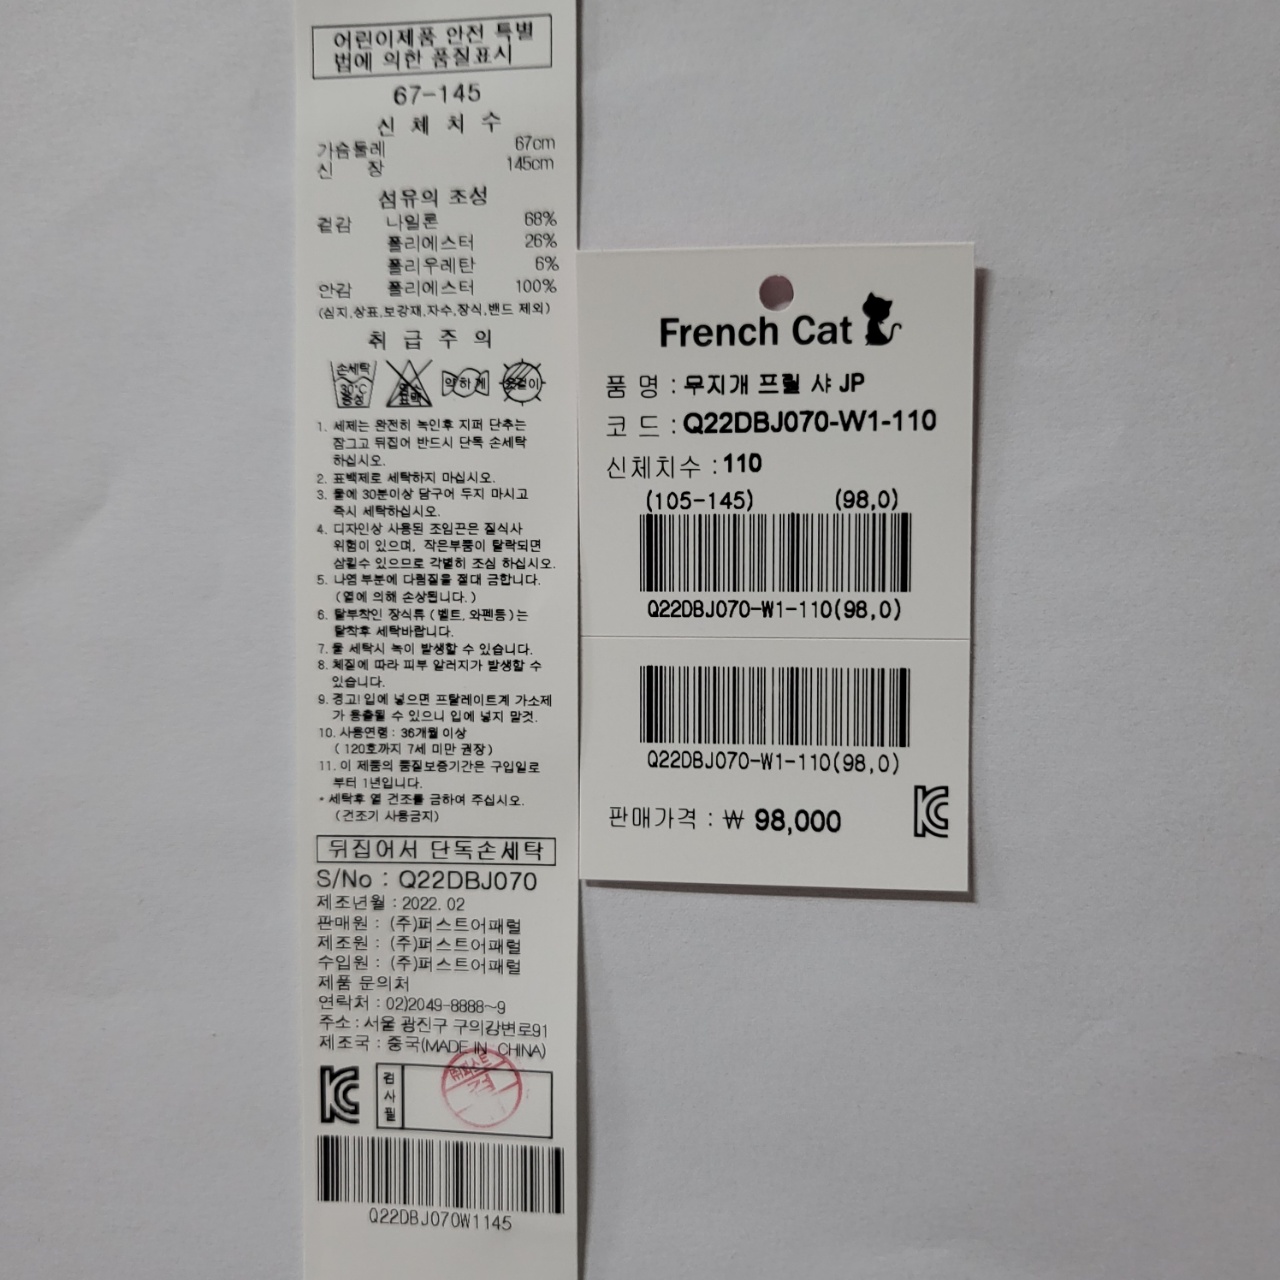 어린이제품 안전 특별
법에 의한 품질표시
67-145
신 체 치 수
가슴둘레 67cm
신 장 145cm
섬유의 조성
겉감 나일론 68%
폴리에스터 26%
폴리우레탄 6%
안감 폴리에스터 100%
(심지,상표,보강재,자수,장식,밴드 제외)
취 급 주 의
손세탁 30°C 중성
염소 표백
약하게
옷걸이
1. 세제는 완전히 녹인후 지퍼 단추는
잠그고 뒤집어 반드시 단독 손세탁
하십시오.
2. 표백제로 세탁하지 마십시오.
3. 물에 30분이상 담구어 두지 마시고
즉시 세탁하십시오.
4. 디자인상 사용된 조임끈은 질식사
위험이 있으며, 작은부품이 탈락되면
삼킬수 있으므로 각별히 조심 하십시오.
5. 나염 부분에 다림질을 절대 금합니다.
(열에 의해 손상됩니다.)
6. 탈부착인 장식류 (벨트, 와펜등)는
탈착후 세탁바랍니다.
7. 물 세탁시 녹이 발생할 수 있습니다.
8. 체질에 따라 피부 알러지가 발생할 수
있습니다.
9. 경고! 입에 넣으면 프탈레이트계 가소제
가 용출될 수 있으니 입에 넣지 말것.
10. 사용연령 : 36개월 이상
( 120호까지 7세 미만 권장)
11. 이 제품의 품질보증기간은 구입일로
부터 1년입니다.
* 세탁후 열 건조를 금하여 주십시오.
(건조기 사용금지)
뒤집어서 단독손세탁
S/No : Q22DBJ070
제조년월 : 2022. 02
판매원 : (주)퍼스트어패럴
제조원 : (주)퍼스트어패럴
수입원 : (주)퍼스트어패럴
제품 문의처
연락처 : 02)2049-8888~9
주소 : 서울 광진구 구의강변로91
제조국 : 중국(MADE IN CHINA)
KC
검사필
Q22DBJ070W1145
French Cat
품 명 : 무지개 프릴 샤 JP
코 드 : Q22DBJ070-W1-110
신체치수 : 110
(105-145) (98,0)
Q22DBJ070-W1-110(98,0)
Q22DBJ070-W1-110(98,0)
판매가격 : ₩ 98,000
KC